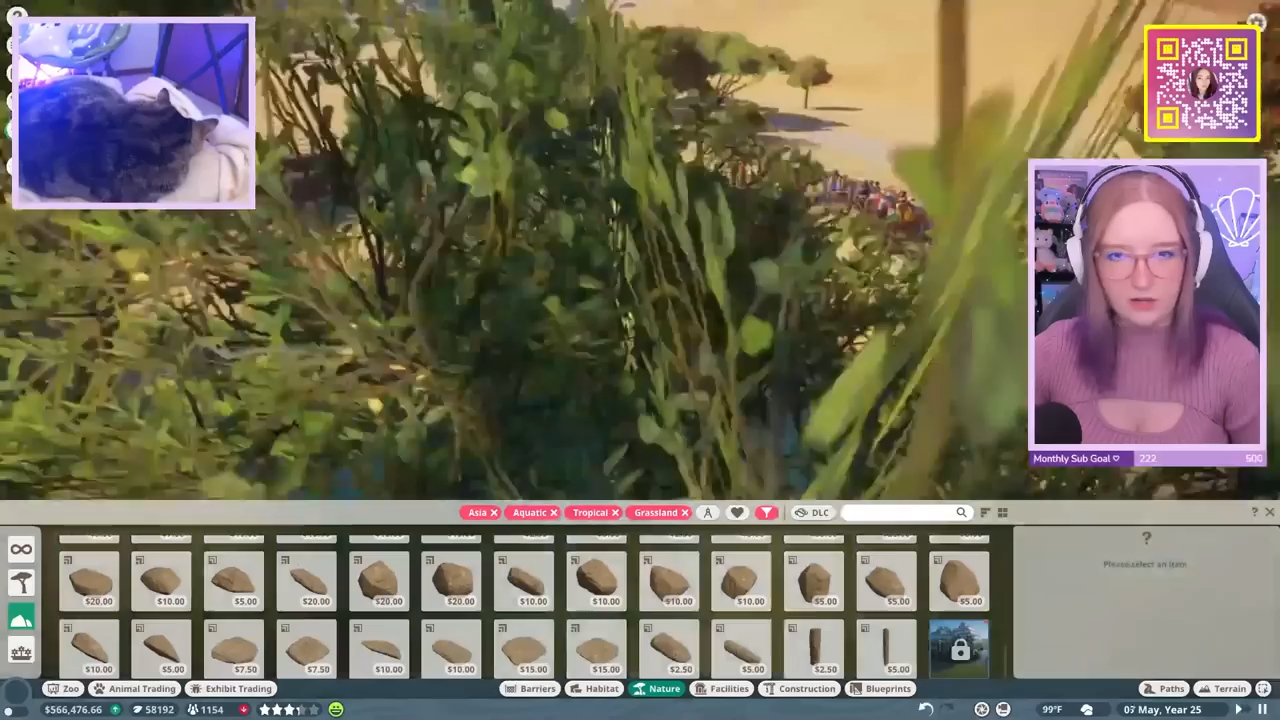 Monthly Sub Goal ♡ 222 500
Asia × Aquatic × Tropical × Grassland × DLC ? ×
?
Please select an item
$20.00 $10.00 $5.00 $20.00 $20.00 $20.00 $10.00 $10.00 $10.00 $10.00 $5.00 $5.00 $5.00
$10.00 $5.00 $7.50 $7.50 $10.00 $10.00 $15.00 $15.00 $2.50 $5.00 $2.50 $5.00
Zoo Animal Trading Exhibit Trading Barriers Habitat Nature Facilities Construction Blueprints Paths Terrain
$566,476.66 58192 1154 99°F 07 May, Year 25